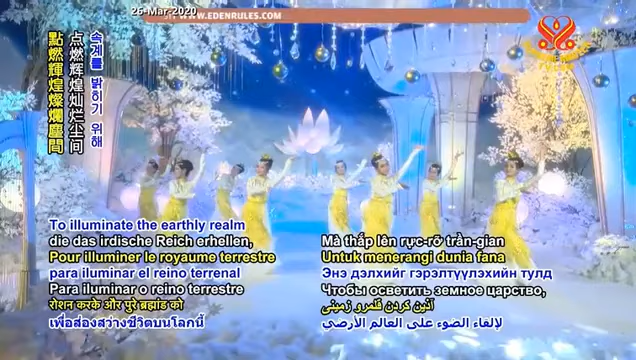 26-Mar-2020
WWW.EDENRULES.COM
點燃輝煌燦爛塵間
点燃辉煌灿烂尘间
속계를 밝히기 위해
To illuminate the earthly realm
die das irdische Reich erhellen,
Pour illuminer le royaume terrestre
para iluminar el reino terrenal
Para iluminar o reino terrestre
रोशन करके और पुरे ब्रह्मांड को
เพื่อส่องสว่างชีวิตบนโลกนี้
Mà thắp lên rực-rỡ trần-gian
Untuk menerangi dunia fana
Энэ дэлхийг гэрэлтүүлэхийн тулд
Чтобы осветить земное царство,
آذین کردن قلمرو زمینی
لإلقاء الضوء على العالم الأرضي